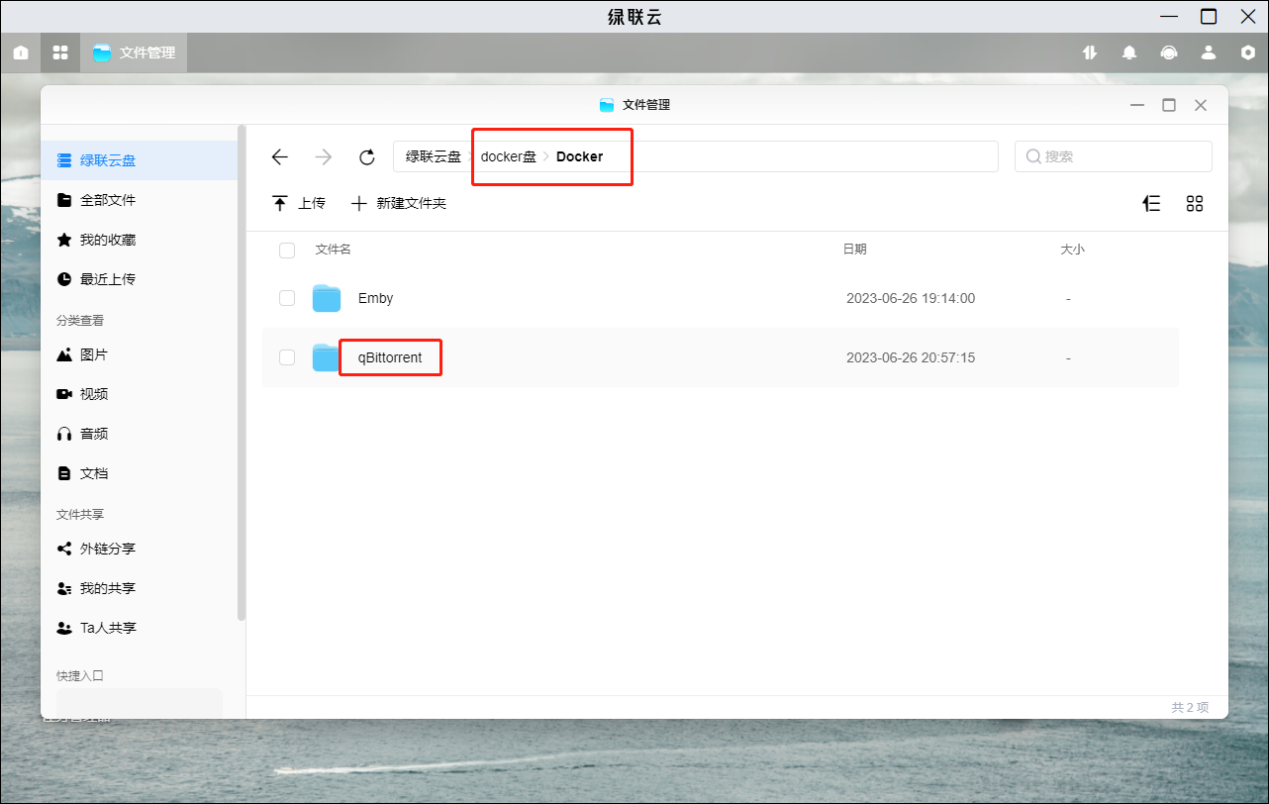 绿联云
文件管理
文件管理
绿联云盘
全部文件
我的收藏
最近上传
分类查看
图片
视频
音频
文档
文件共享
外链分享
我的共享
Ta人共享
快捷入口
绿联云盘 docker盘 Docker
搜索
上传 新建文件夹
文件名 日期 大小
Emby 2023-06-26 19:14:00 -
qBittorrent 2023-06-26 20:57:15 -
共 2 项